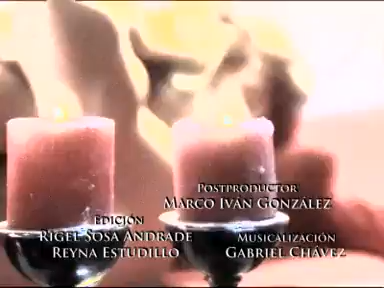 Postproductor
Marco Iván González
Edición
Rigel Sosa Andrade
Reyna Estudillo
Musicalización
Gabriel Chávez